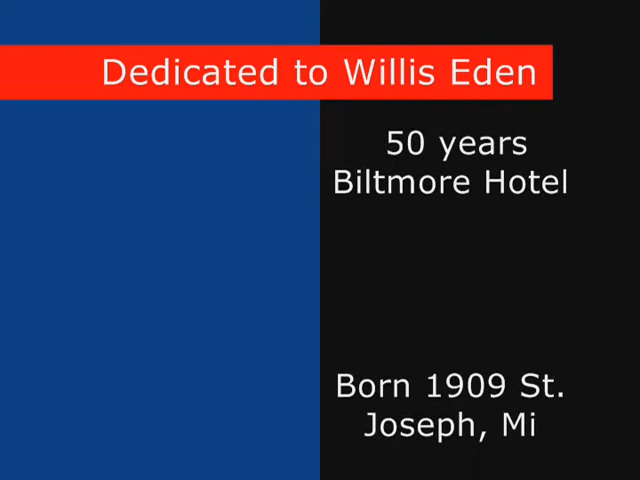 Dedicated to Willis Eden
50 years
Biltmore Hotel
Born 1909 St.
Joseph, Mi